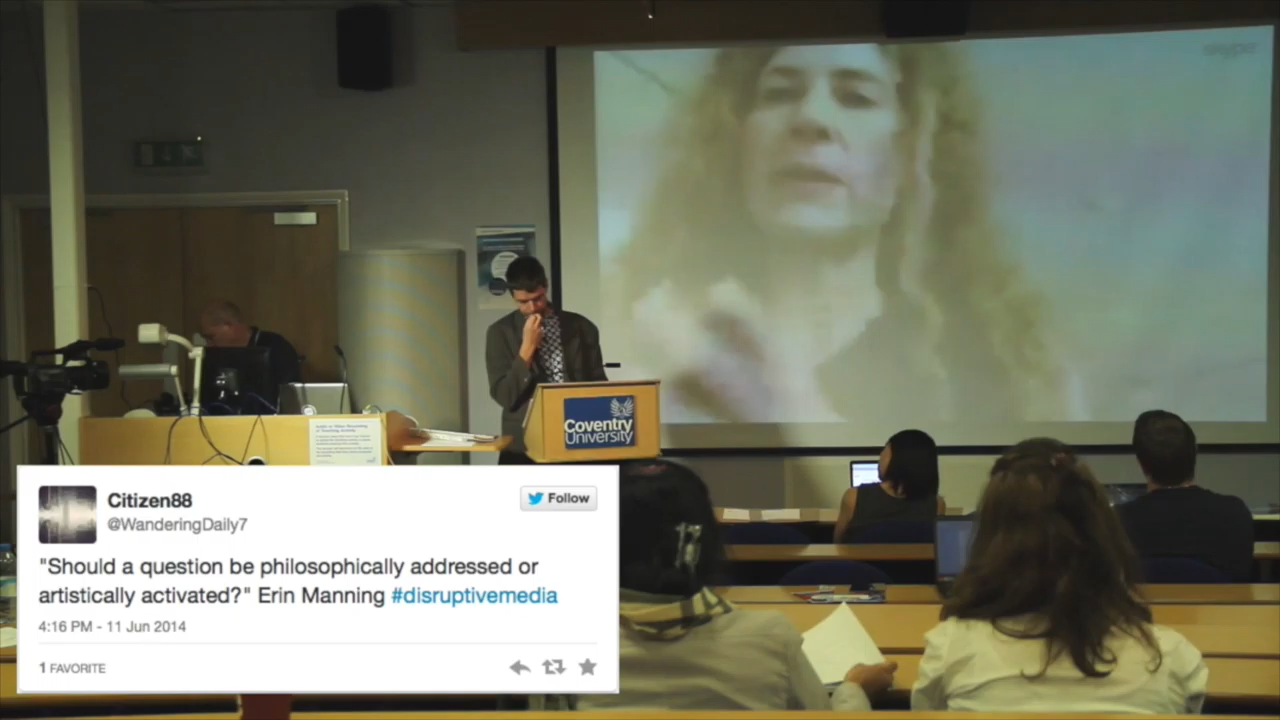 skype
Coventry
University
Citizen88
Follow
@WanderingDaily7
"Should a question be philosophically addressed or
artistically activated?" Erin Manning #disruptivemedia
4:16 PM - 11 Jun 2014
1 FAVORITE